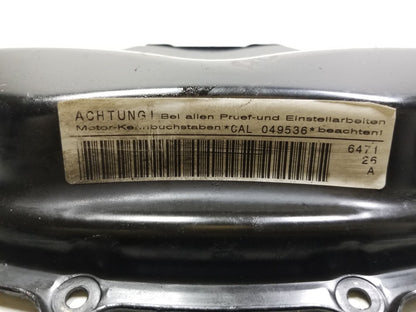 ACHTUNG! Bei allen Pruef-und Einstellarbeiten
Motor-Kennbuchstaben *CAL 049536* beachten!
6471
26
A